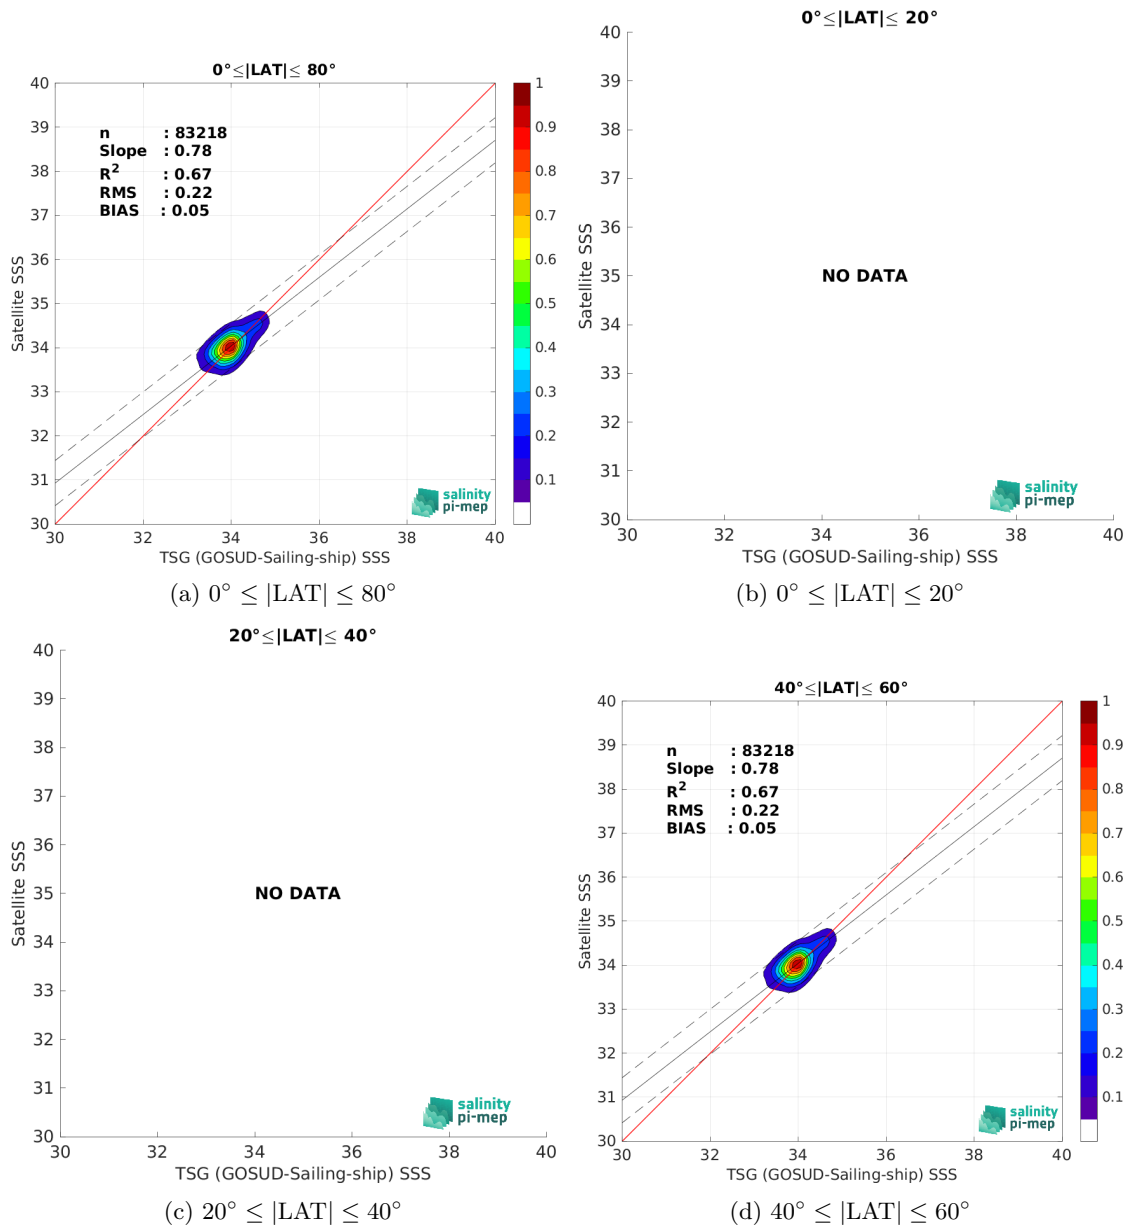 0°≤|LAT|≤ 80°
40
39
38
37
36
35
34
33
32
31
30
Satellite SSS
n : 83218
Slope : 0.78
R2 : 0.67
RMS : 0.22
BIAS : 0.05
1
0.9
0.8
0.7
0.6
0.5
0.4
0.3
0.2
0.1
salinity
pi-mep
30 32 34 36 38 40
TSG (GOSUD-Sailing-ship) SSS
(a) 0° ≤ |LAT| ≤ 80°
0°≤|LAT|≤ 20°
40
39
38
37
36
35
34
33
32
31
30
Satellite SSS
NO DATA
salinity
pi-mep
30 32 34 36 38 40
TSG (GOSUD-Sailing-ship) SSS
(b) 0° ≤ |LAT| ≤ 20°
20°≤|LAT|≤ 40°
40
39
38
37
36
35
34
33
32
31
30
Satellite SSS
NO DATA
salinity
pi-mep
30 32 34 36 38 40
TSG (GOSUD-Sailing-ship) SSS
(c) 20° ≤ |LAT| ≤ 40°
40°≤|LAT|≤ 60°
40
39
38
37
36
35
34
33
32
31
30
Satellite SSS
n : 83218
Slope : 0.78
R2 : 0.67
RMS : 0.22
BIAS : 0.05
1
0.9
0.8
0.7
0.6
0.5
0.4
0.3
0.2
0.1
salinity
pi-mep
30 32 34 36 38 40
TSG (GOSUD-Sailing-ship) SSS
(d) 40° ≤ |LAT| ≤ 60°